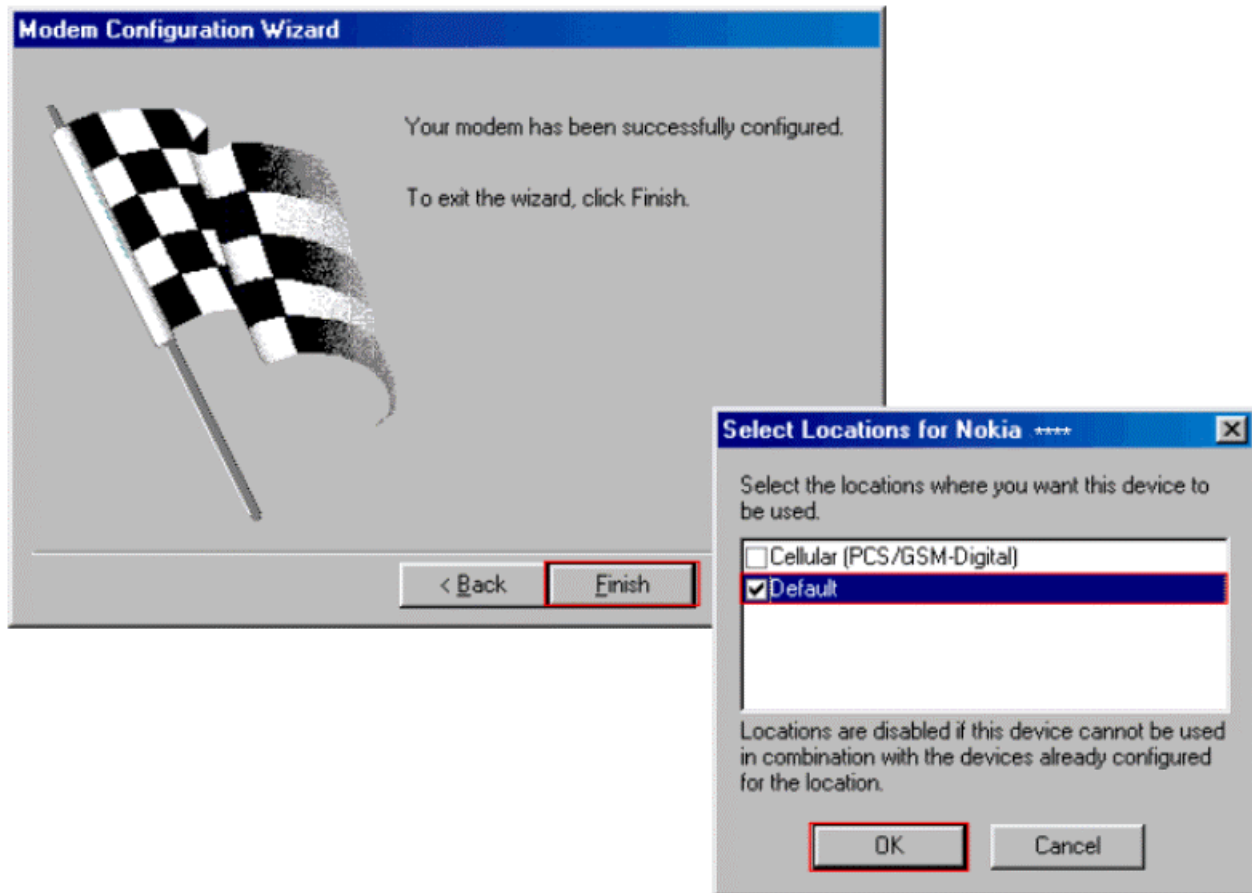 Modem Configuration Wizard
Your modem has been successfully configured.
To exit the wizard, click Finish.
< Back
Finish
Select Locations for Nokia ****
Select the locations where you want this device to
be used.
Cellular (PCS/GSM-Digital)
Default
Locations are disabled if this device cannot be used
in combination with the devices already configured
for the location.
OK
Cancel